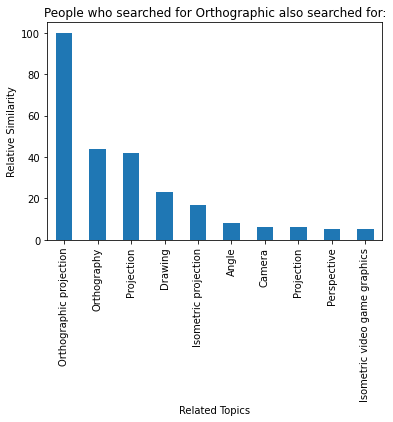 People who searched for Orthographic also searched for:
Relative Similarity
100
80
60
40
20
0
Orthographic projection
Orthography
Projection
Drawing
Isometric projection
Angle
Camera
Projection
Perspective
Isometric video game graphics
Related Topics